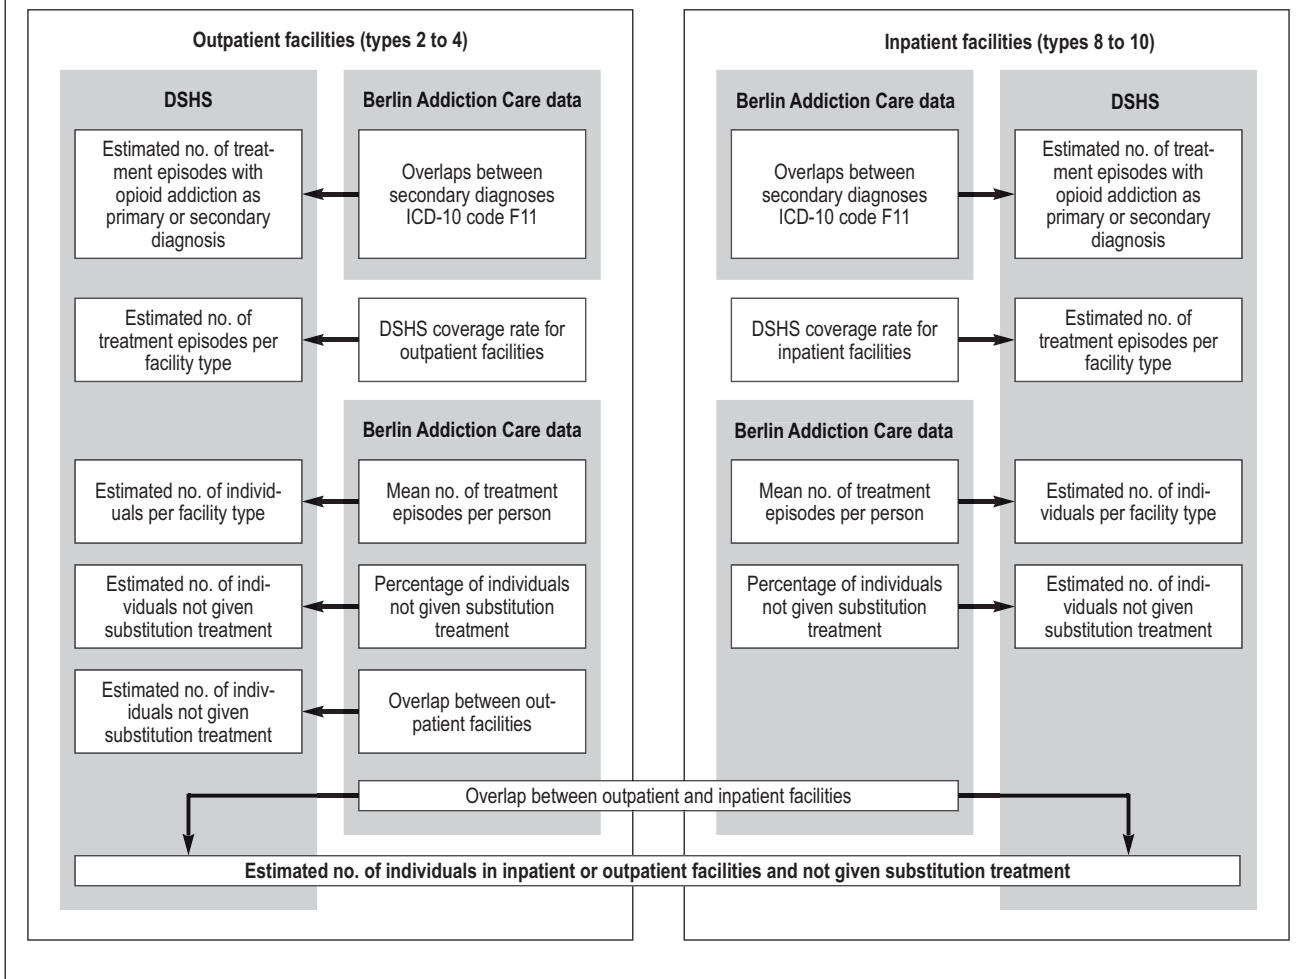 Outpatient facilities (types 2 to 4)
DSHS
Berlin Addiction Care data
Estimated no. of treat-
ment episodes with
opioid addiction as
primary or secondary
diagnosis
Overlaps between
secondary diagnoses
ICD-10 code F11
Estimated no. of
treatment episodes per
facility type
DSHS coverage rate for
outpatient facilities
Berlin Addiction Care data
Estimated no. of individ-
uals per facility type
Mean no. of treatment
episodes per person
Estimated no. of indi-
viduals not given
substitution treatment
Percentage of individuals
not given substitution
treatment
Estimated no. of indiv-
iduals not given
substitution treatment
Overlap between out-
patient facilities
Inpatient facilities (types 8 to 10)
Berlin Addiction Care data
DSHS
Overlaps between
secondary diagnoses
ICD-10 code F11
Estimated no. of treat-
ment episodes with
opioid addiction as
primary or secondary
diagnosis
DSHS coverage rate for
inpatient facilities
Estimated no. of
treatment episodes per
facility type
Berlin Addiction Care data
Mean no. of treatment
episodes per person
Estimated no. of indi-
viduals per facility type
Percentage of individuals
not given substitution
treatment
Estimated no. of indi-
viduals not given
substitution treatment
Overlap between outpatient and inpatient facilities
Estimated no. of individuals in inpatient or outpatient facilities and not given substitution treatment